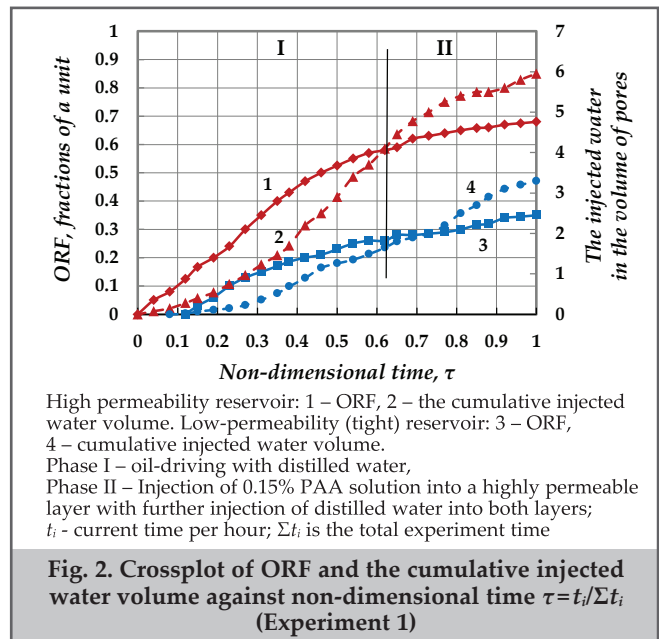 I
II
1
0.9
0.8
0.7
0.6
0.5
0.4
0.3
0.2
0.1
0
ORF, fractions of a unit
7
6
5
4
3
2
1
0
The injected water
in the volume of pores
1
2
4
3
0 0.1 0.2 0.3 0.4 0.5 0.6 0.7 0.8 0.9 1
Non-dimensional time, τ
High permeability reservoir: 1 – ORF, 2 – the cumulative injected
water volume. Low-permeability (tight) reservoir: 3 – ORF,
4 – cumulative injected water volume.
Phase I – oil-driving with distilled water,
Phase II – Injection of 0.15% PAA solution into a highly permeable
layer with further injection of distilled water into both layers;
tᵢ - current time per hour; Σtᵢ is the total experiment time
Fig. 2. Crossplot of ORF and the cumulative injected
water volume against non-dimensional time τ=tᵢ/Σtᵢ
(Experiment 1)